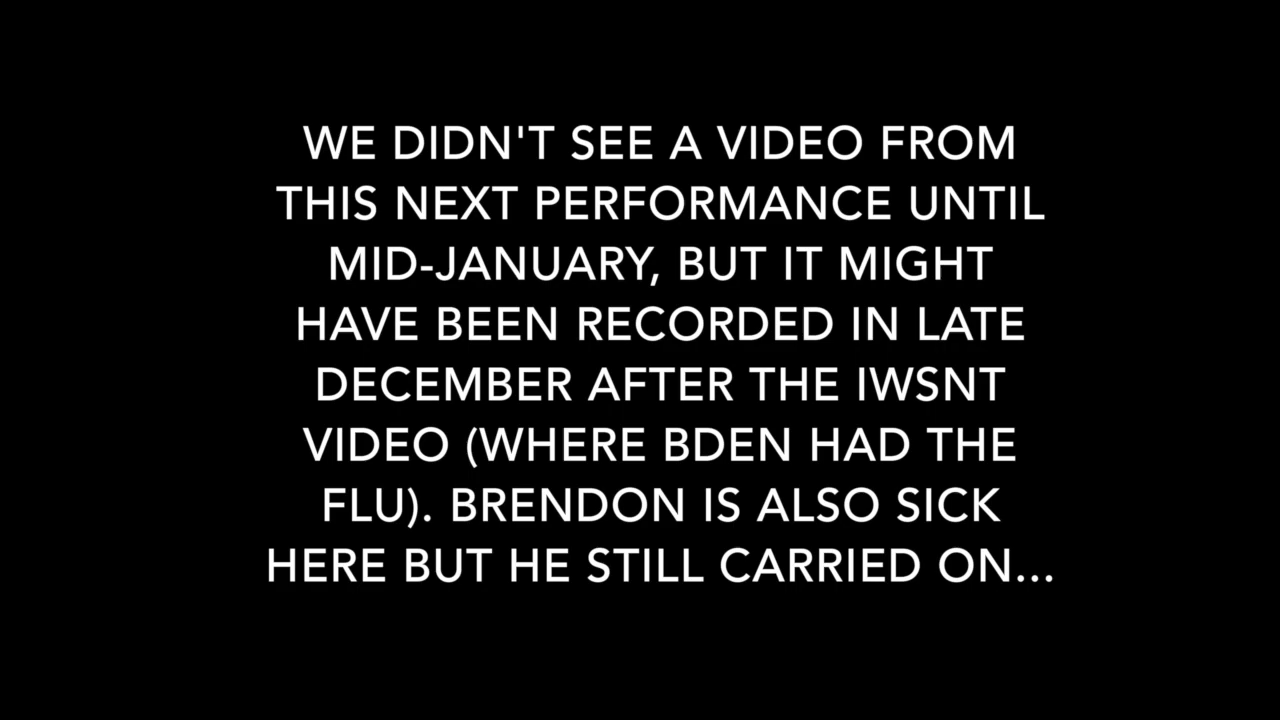 WE DIDN'T SEE A VIDEO FROM
THIS NEXT PERFORMANCE UNTIL
MID-JANUARY, BUT IT MIGHT
HAVE BEEN RECORDED IN LATE
DECEMBER AFTER THE IWSNT
VIDEO (WHERE BDEN HAD THE
FLU). BRENDON IS ALSO SICK
HERE BUT HE STILL CARRIED ON...